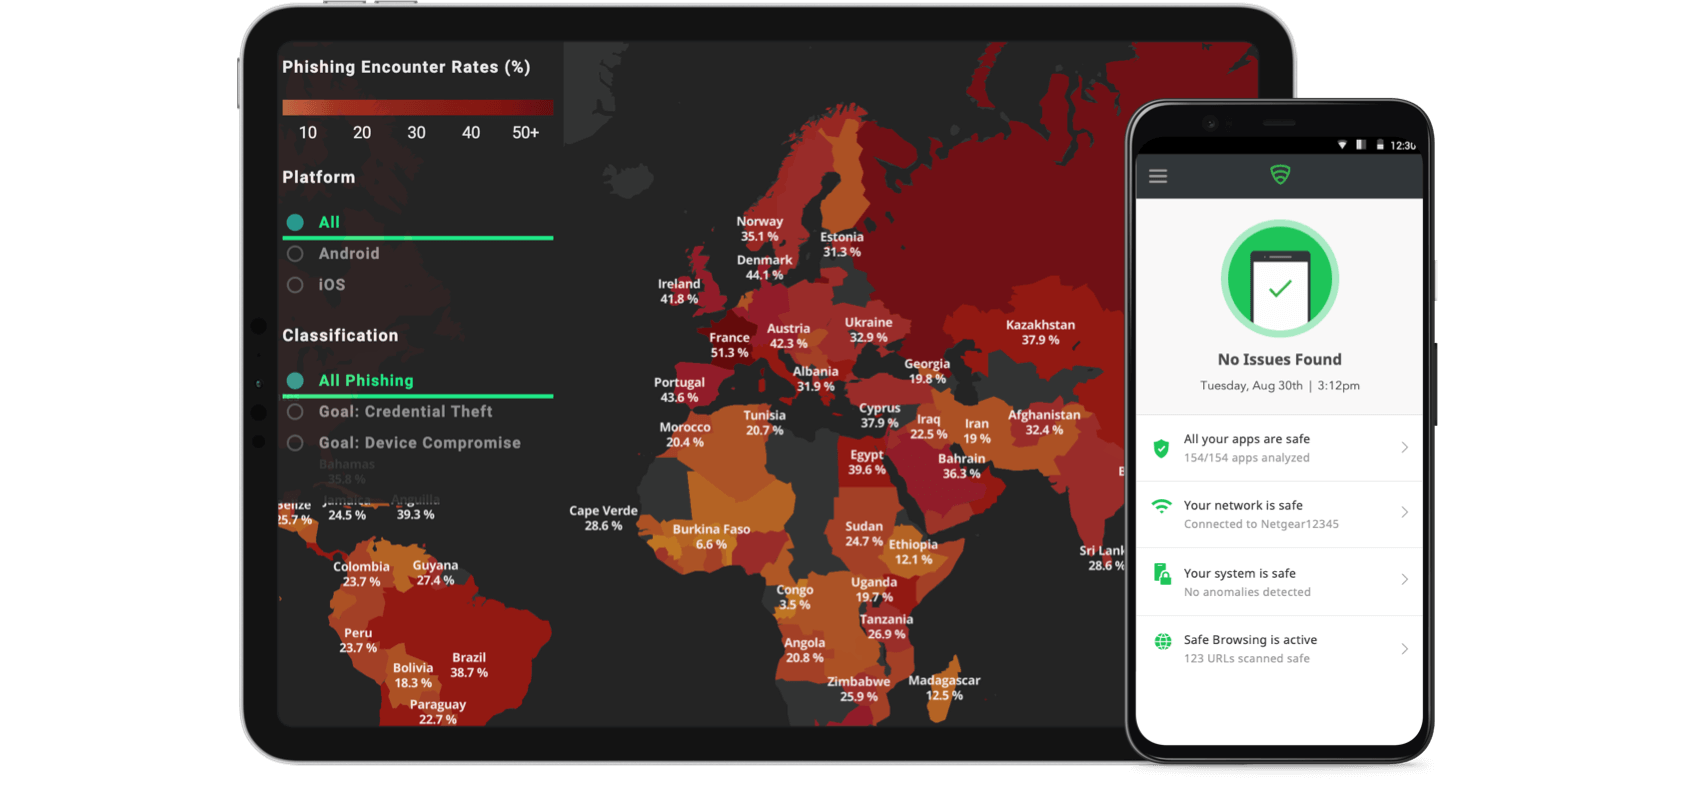 Phishing Encounter Rates (%)
10 20 30 40 50+
Platform
All
Android
iOS
Classification
All Phishing
Goal: Credential Theft
Goal: Device Compromise
Bahamas
35.8 %
Jamaica
24.5 %
Anguilla
39.3 %
Belize
25.7 %
Colombia
23.7 %
Guyana
27.4 %
Peru
23.7 %
Brazil
38.7 %
Bolivia
18.3 %
Paraguay
22.7 %
Norway
35.1 %
Estonia
31.3 %
Denmark
44.1 %
Ireland
41.8 %
France
51.3 %
Austria
42.3 %
Ukraine
32.9 %
Kazakhstan
37.9 %
Georgia
19.8 %
Albania
31.9 %
Portugal
43.6 %
Tunisia
20.7 %
Morocco
20.4 %
Cyprus
37.9 %
Iraq
22.5 %
Iran
19 %
Afghanistan
32.4 %
Egypt
39.6 %
Bahrain
36.3 %
Cape Verde
28.6 %
Burkina Faso
6.6 %
Sudan
24.7 %
Ethiopia
12.1 %
Sri Lank
28.6 %
Congo
3.5 %
Uganda
19.7 %
Tanzania
26.9 %
Angola
20.8 %
Zimbabwe
25.9 %
Madagascar
12.5 %
12:30
No Issues Found
Tuesday, Aug 30th | 3:12pm
All your apps are safe
154/154 apps analyzed
Your network is safe
Connected to Netgear12345
Your system is safe
No anomalies detected
Safe Browsing is active
123 URLs scanned safe